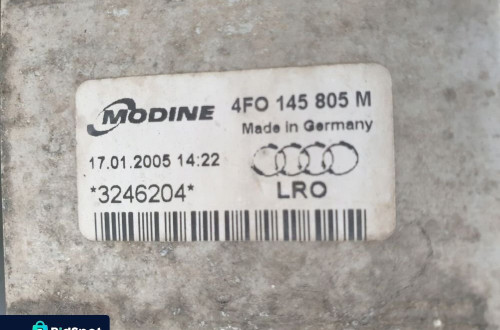 MODINE
4F0 145 805 M
Made in Germany
17.01.2005 14:22
*3246204*
LRO